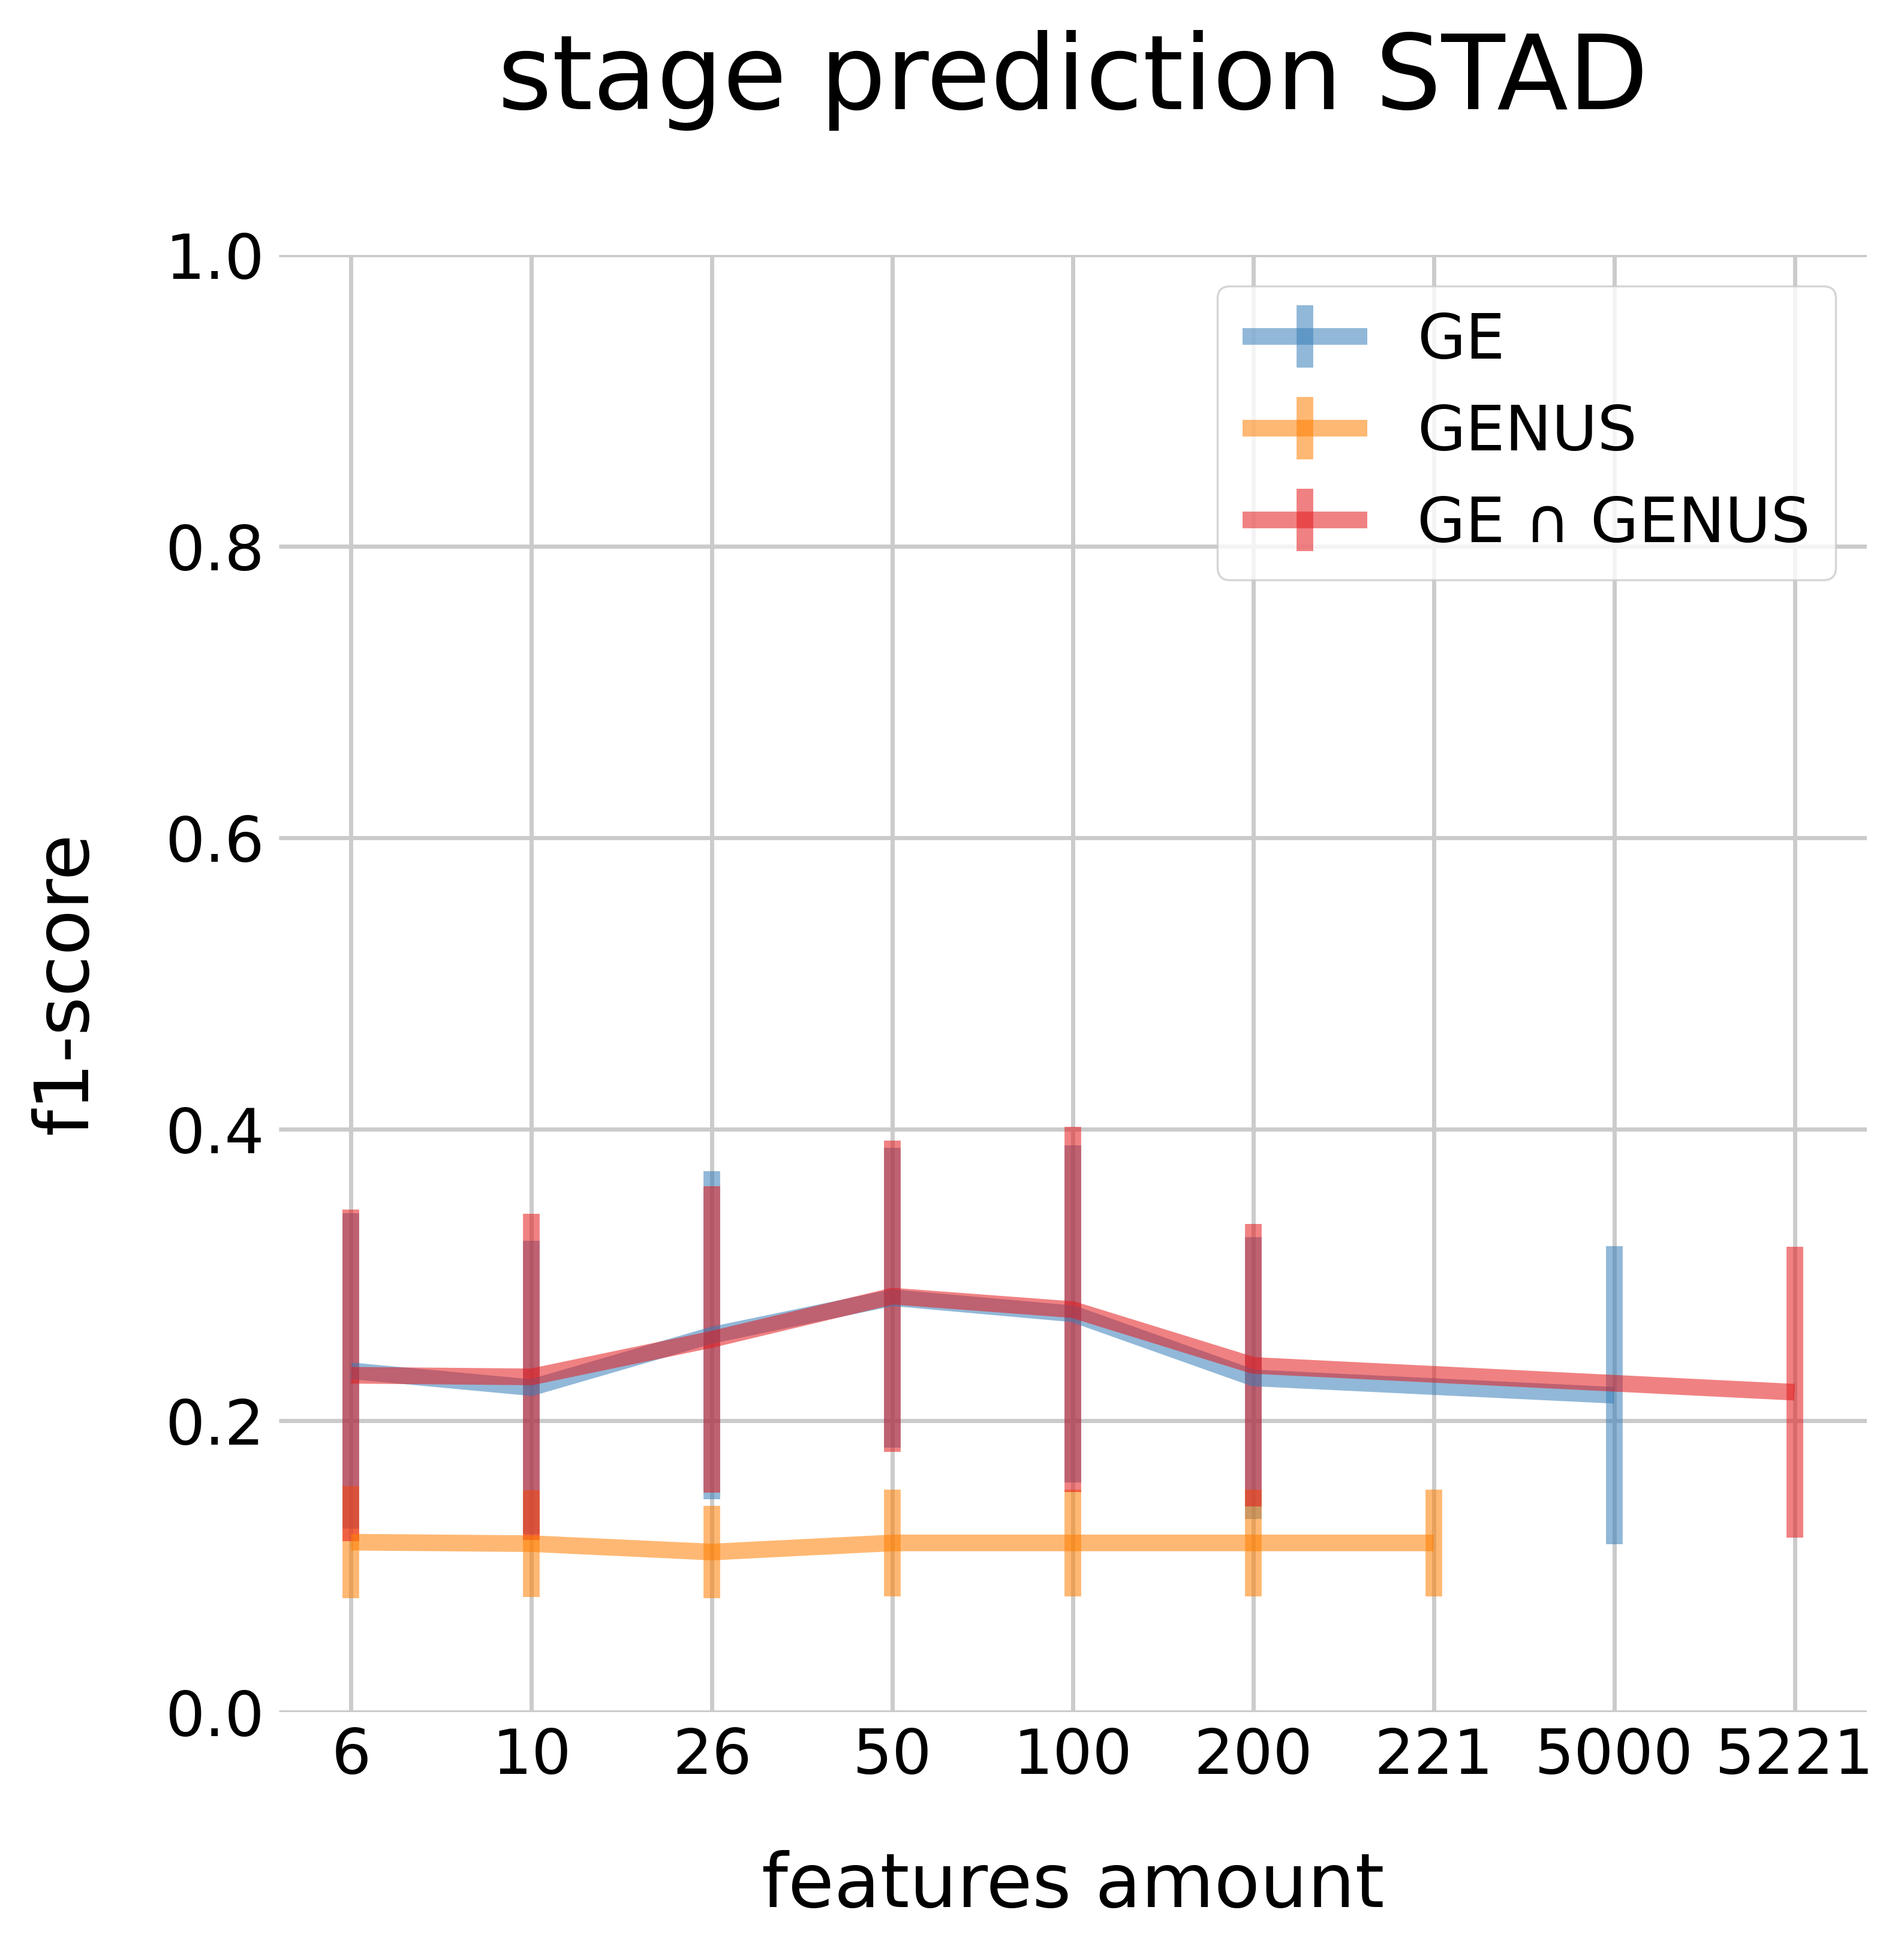 stage prediction STAD
1.0
0.8
0.6
0.4
0.2
0.0
f1-score
GE
GENUS
GE ∩ GENUS
6 10 26 50 100 200 221 5000 5221
features amount